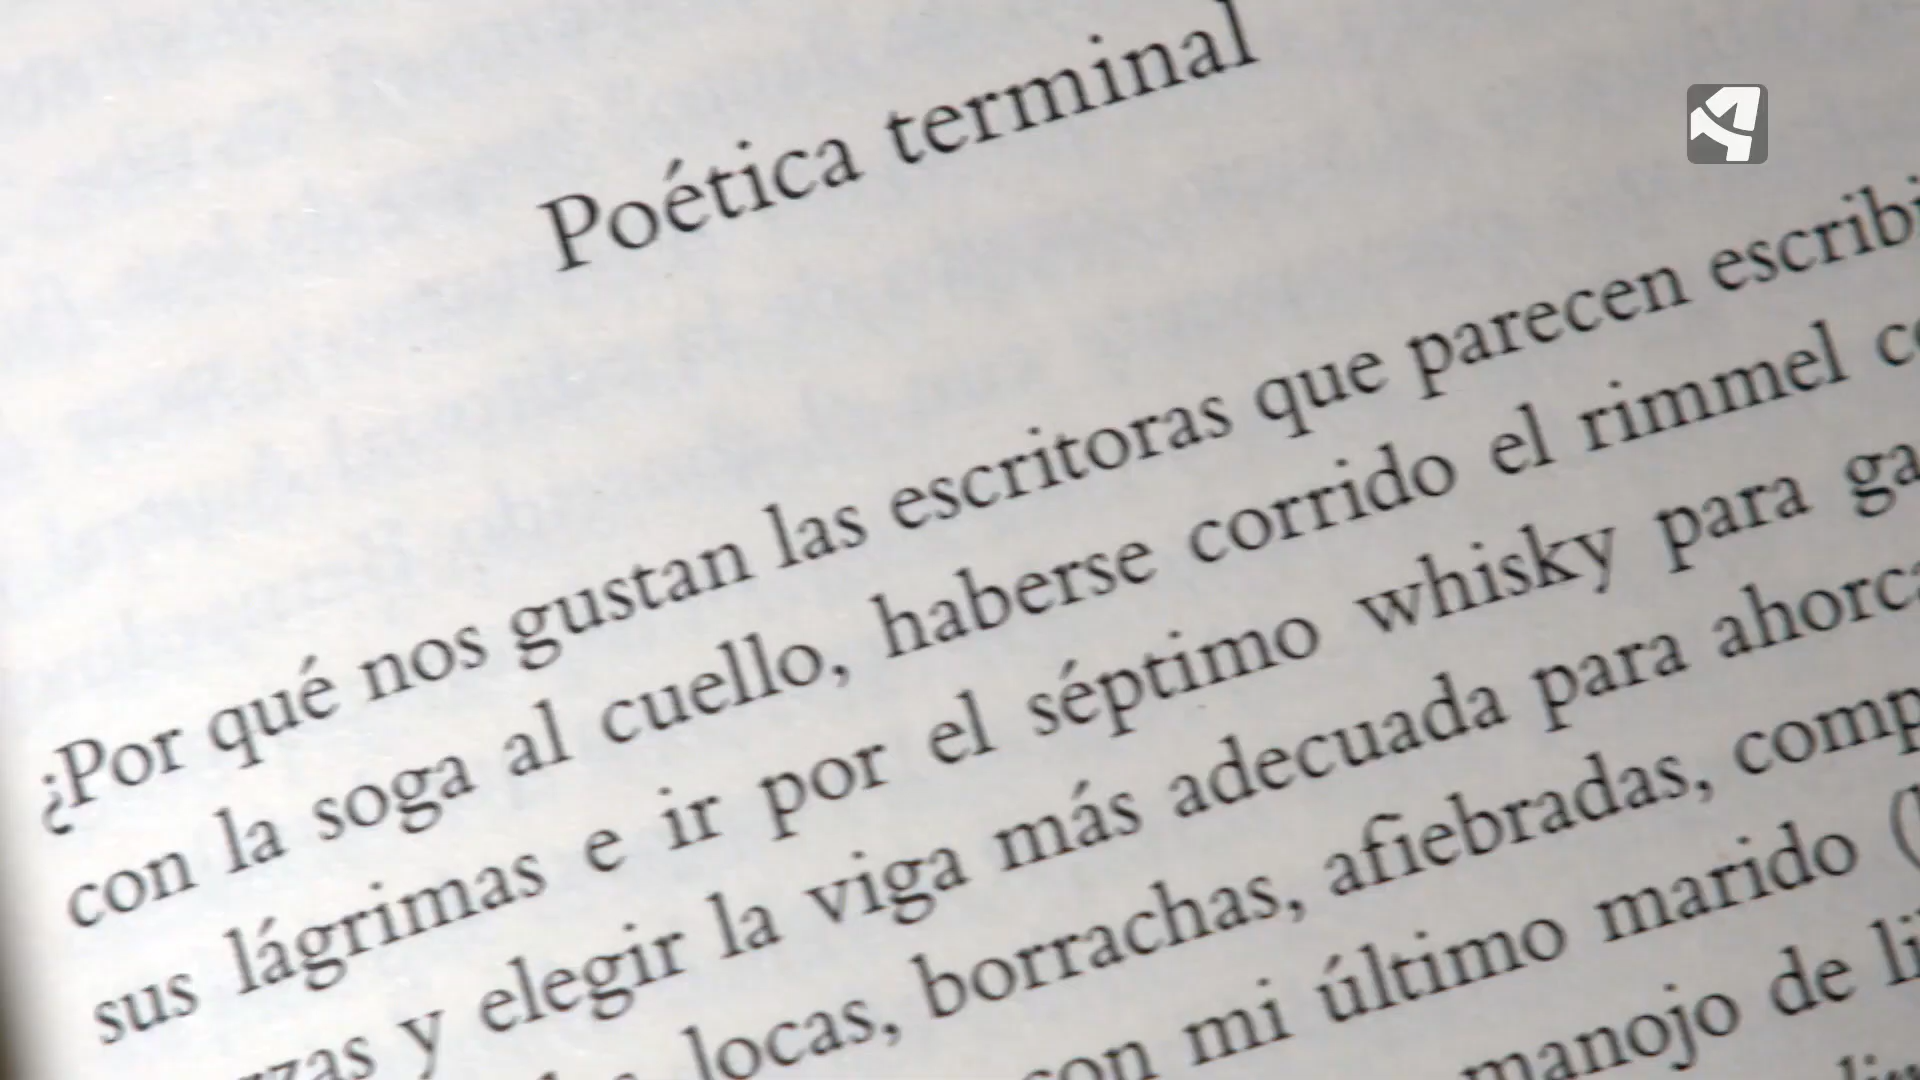 Poética terminal
¿Por qué nos gustan las escritoras que parecen
con la soga al cuello, haberse corrido el rimmel
sus lágrimas e ir por el séptimo whisky para
y elegir la viga más adecuada para
locas, borrachas, afiebradas,
mi último marido
manojo de